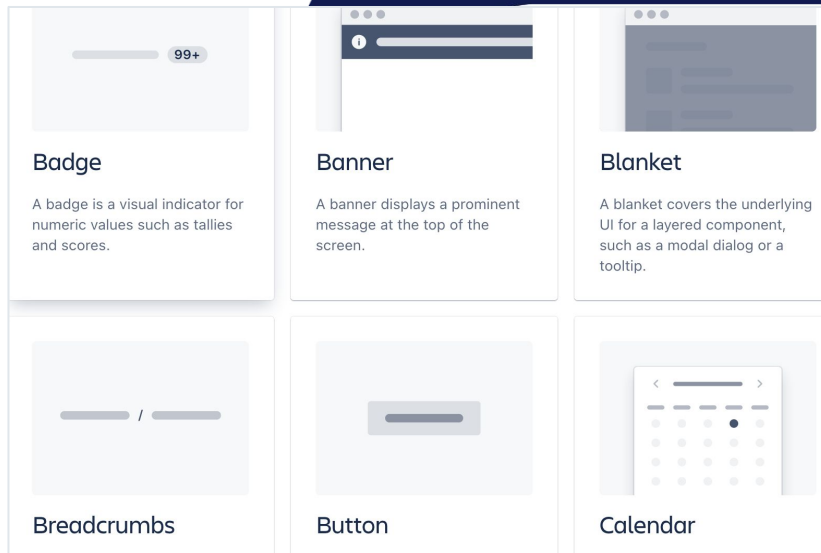 99+
i
Badge
A badge is a visual indicator for
numeric values such as tallies
and scores.
Banner
A banner displays a prominent
message at the top of the
screen.
Blanket
A blanket covers the underlying
UI for a layered component,
such as a modal dialog or a
tooltip.
/
Breadcrumbs
Button
Calendar